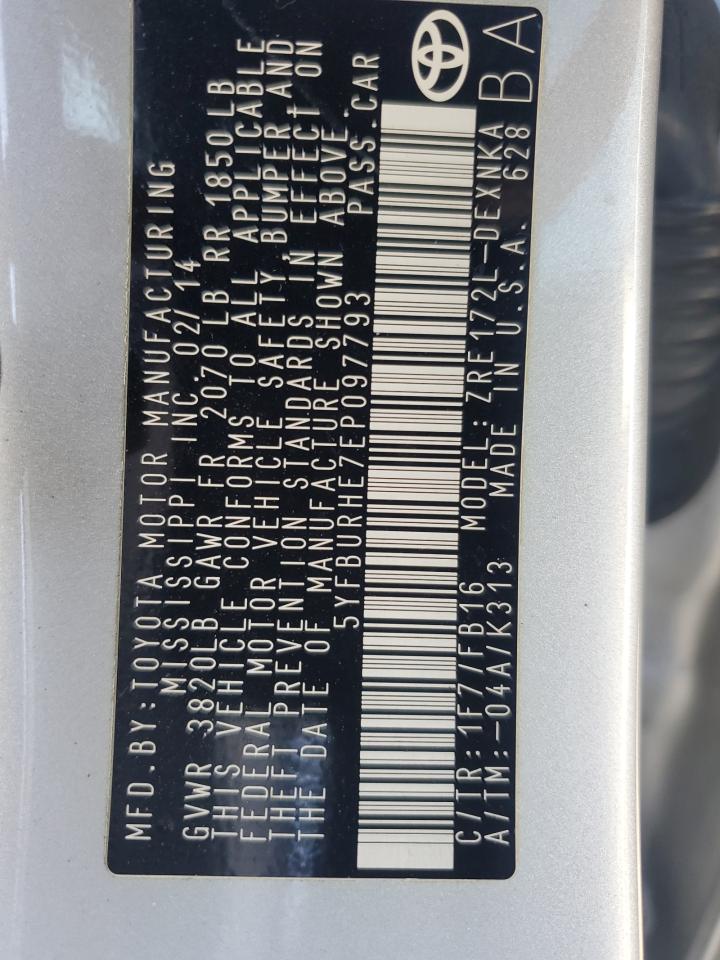 MFD.BY:TOYOTA MOTOR MANUFACTURING
MISSISSIPPI INC.02/14
GVWR 3820LB GAWR FR 2070LB RR 1850LB
THIS VEHICLE CONFORMS TO ALL APPLICABLE
FEDERAL MOTOR VEHICLE SAFETY, BUMPER AND
THEFT PREVENTION STANDARDS IN EFFECT ON
THE DATE OF MANUFACTURE SHOWN ABOVE.
5YFBURHE7EP097793 PASS.CAR
C/TR:1F7/FB16 MODEL:ZRE172L-DEXNKA
A/TM:-04A/K313 MADE IN U.S.A. 628 BA